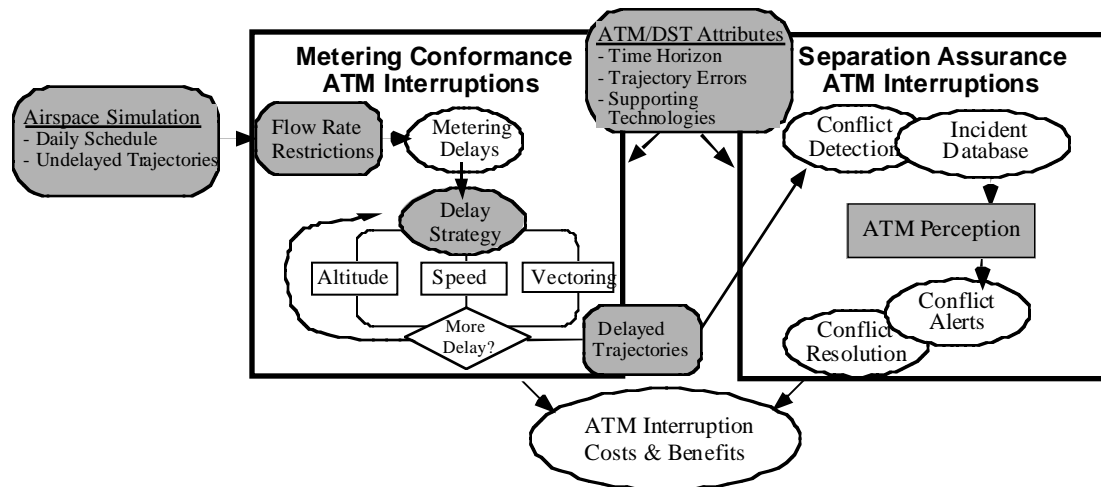 ATM/DST Attributes
- Time Horizon
- Trajectory Errors
- Supporting
Technologies
Metering Conformance
ATM Interruptions
Separation Assurance
ATM Interruptions
Airspace Simulation
- Daily Schedule
- Undelayed Trajectories
Flow Rate
Restrictions
Metering
Delays
Delay
Strategy
Altitude
Speed
Vectoring
More
Delay?
Delayed
Trajectories
Conflict
Detection
Incident
Database
ATM Perception
Conflict
Alerts
Conflict
Resolution
ATM Interruption
Costs & Benefits